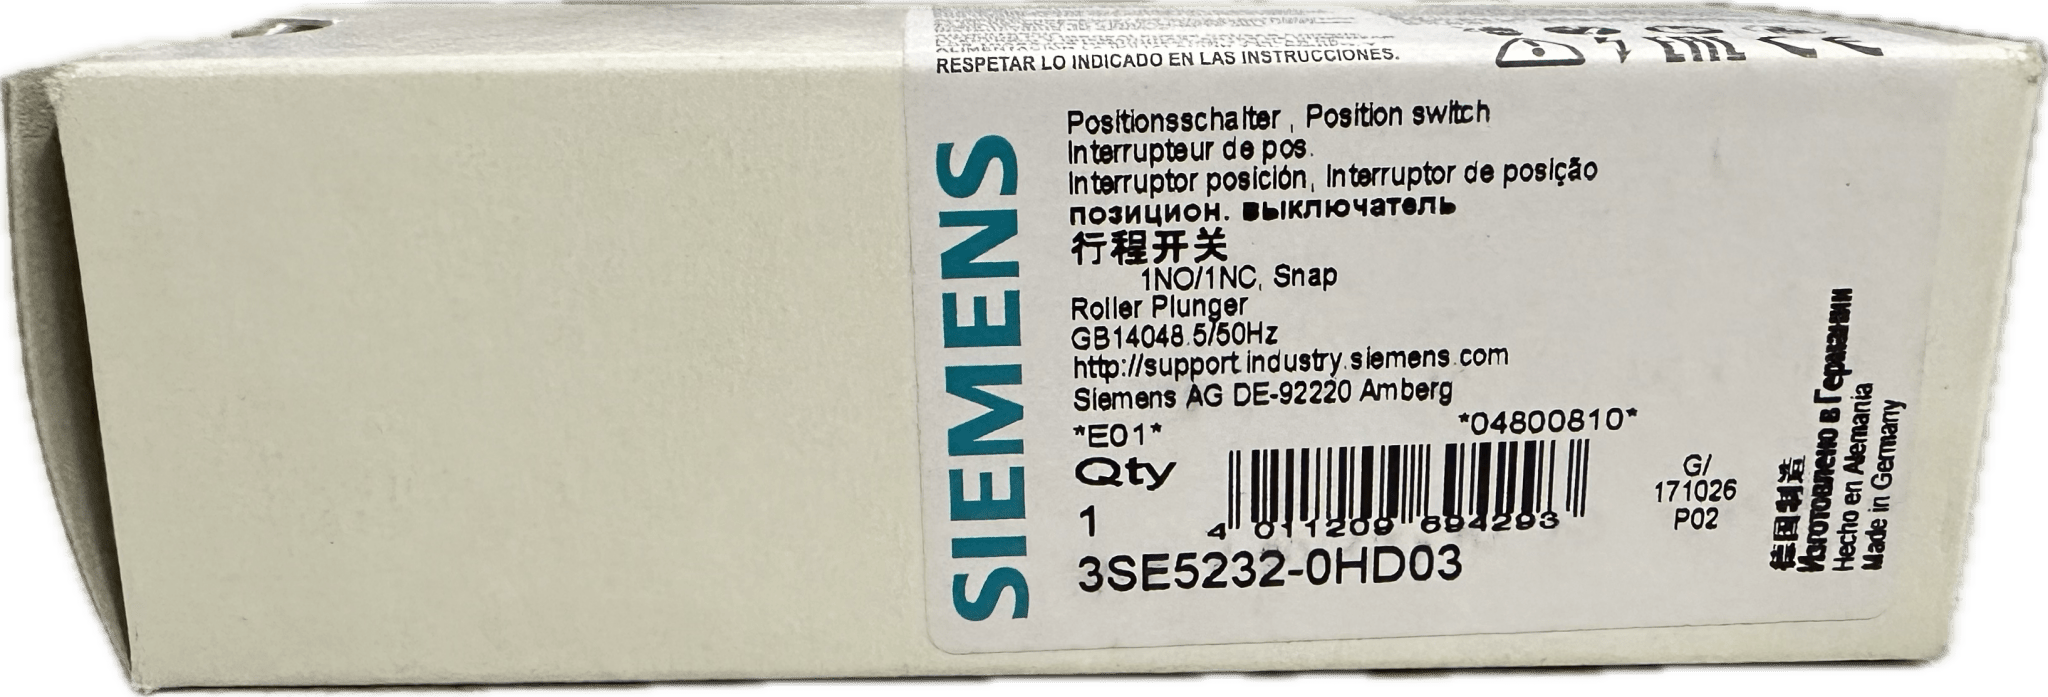 RESPETAR LO INDICADO EN LAS INSTRUCCIONES.
SIEMENS
Positionsschalter, Position switch
Interrupteur de pos.
Interruptor posición, Interruptor de posição
позицион. выключатель
行程开关
1NO/1NC, Snap
Roller Plunger
GB14048.5/50Hz
http://support.industry.siemens.com
Siemens AG DE-92220 Amberg
*04800810*
*E01*
Qty
1
4 011209 694293
3SE5232-0HD03
G/
171026
P02
德国制造
Изготовлено в Германии
Hecho en Alemania
Made in Germany